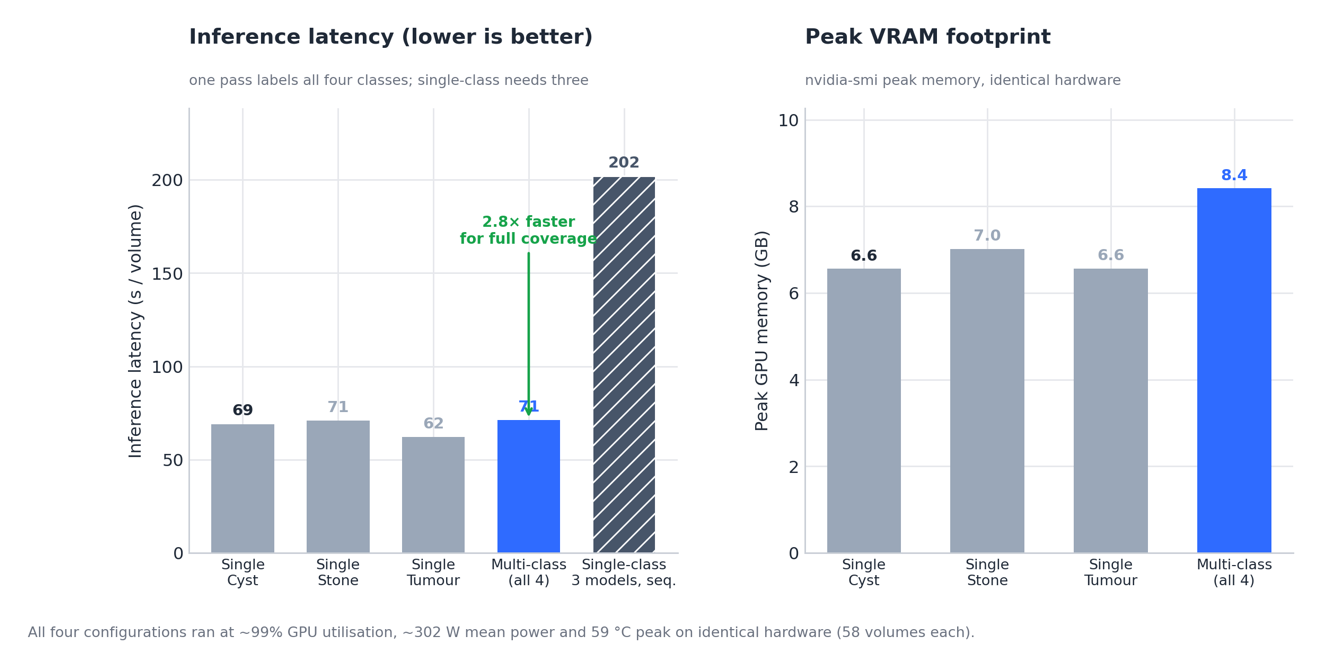 Inference latency (lower is better)
one pass labels all four classes; single-class needs three
Inference latency (s / volume)
200
150
100
50
0
202
2.8× faster
for full coverage
69
71
62
71
Single
Cyst
Single
Stone
Single
Tumour
Multi-class
(all 4)
Single-class
3 models, seq.
Peak VRAM footprint
nvidia-smi peak memory, identical hardware
Peak GPU memory (GB)
10
8
6
4
2
0
6.6
7.0
6.6
8.4
Single
Cyst
Single
Stone
Single
Tumour
Multi-class
(all 4)
All four configurations ran at ~99% GPU utilisation, ~302 W mean power and 59 °C peak on identical hardware (58 volumes each).